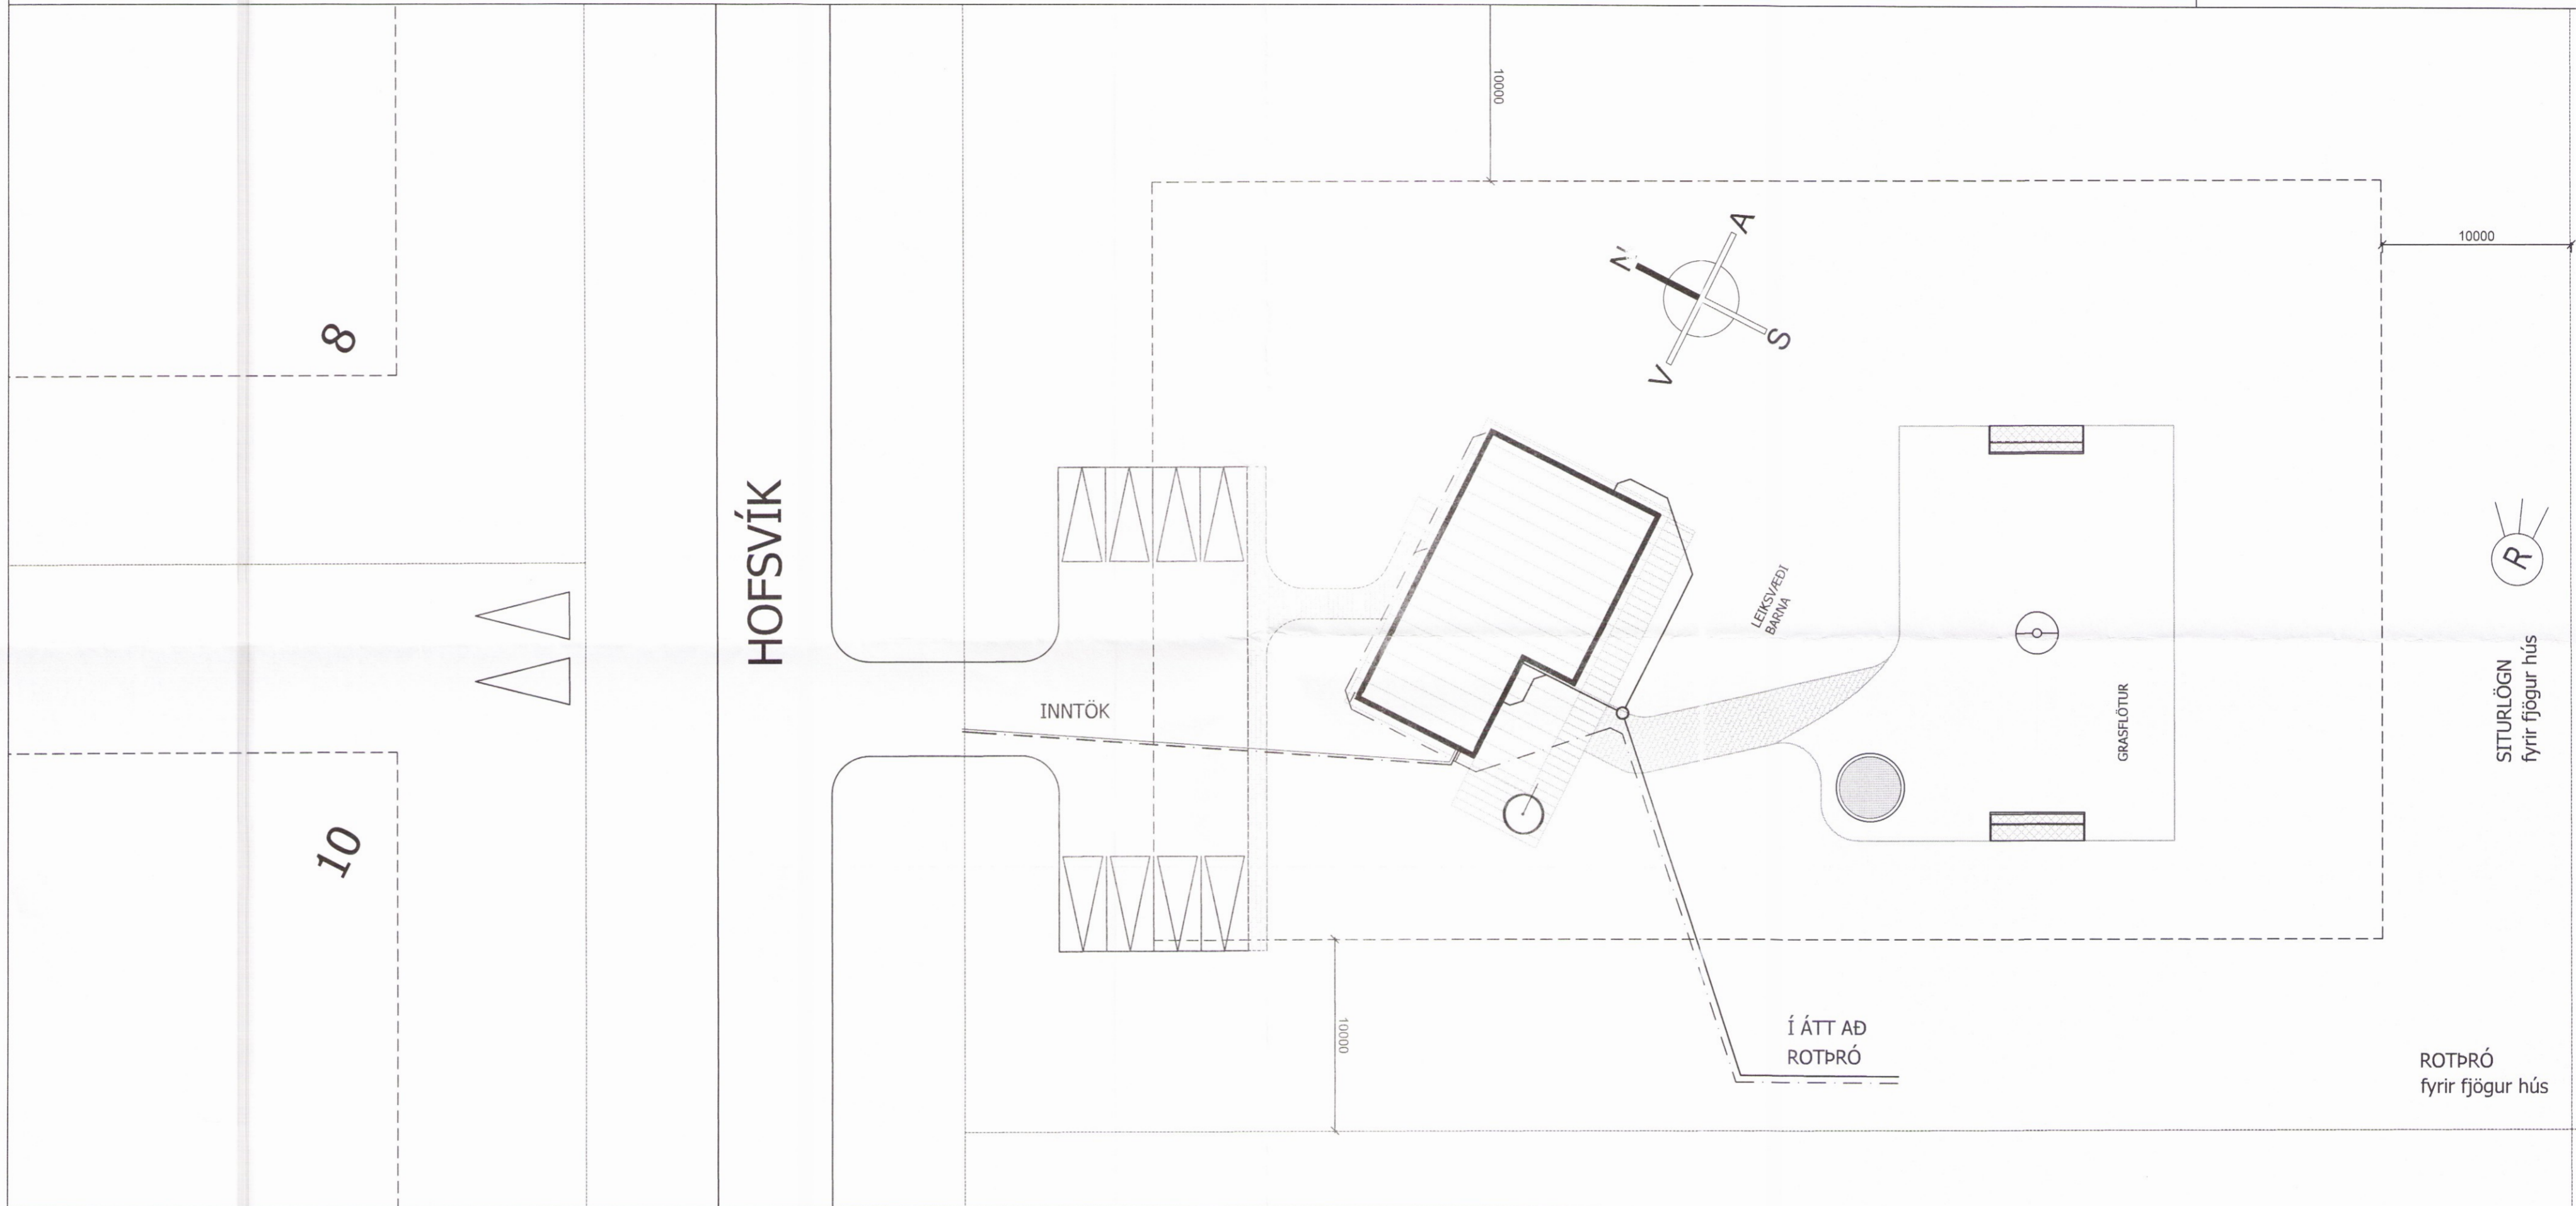 10000
N
A
V
S
10000
8
HOFSVÍK
R
LEIKSVÆÐI
BARNA
SITURLÖGN
fyrir fjögur hús
INNTÖK
GRASFLÖTUR
10
10000
Í ÁTT AÐ
ROTÞRÓ
ROTÞRÓ
fyrir fjögur hús